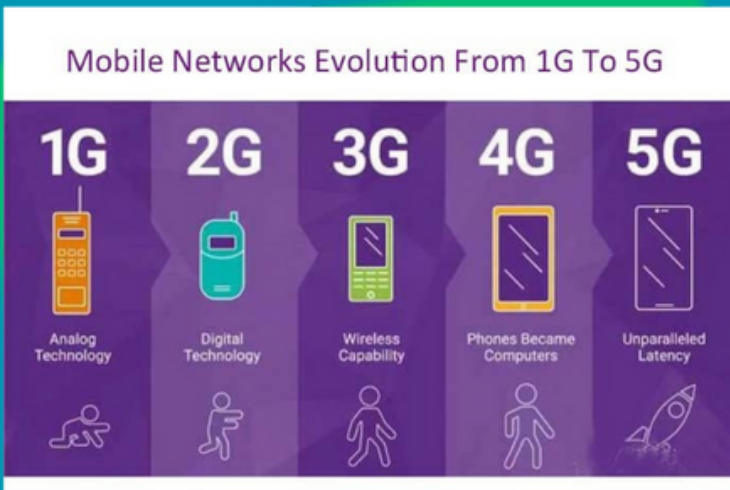 Mobile Networks Evolution From 1G To 5G
1G
2G
3G
4G
5G
Analog
Technology
Digital
Technology
Wireless
Capability
Phones Became
Computers
Unparalleled
Latency